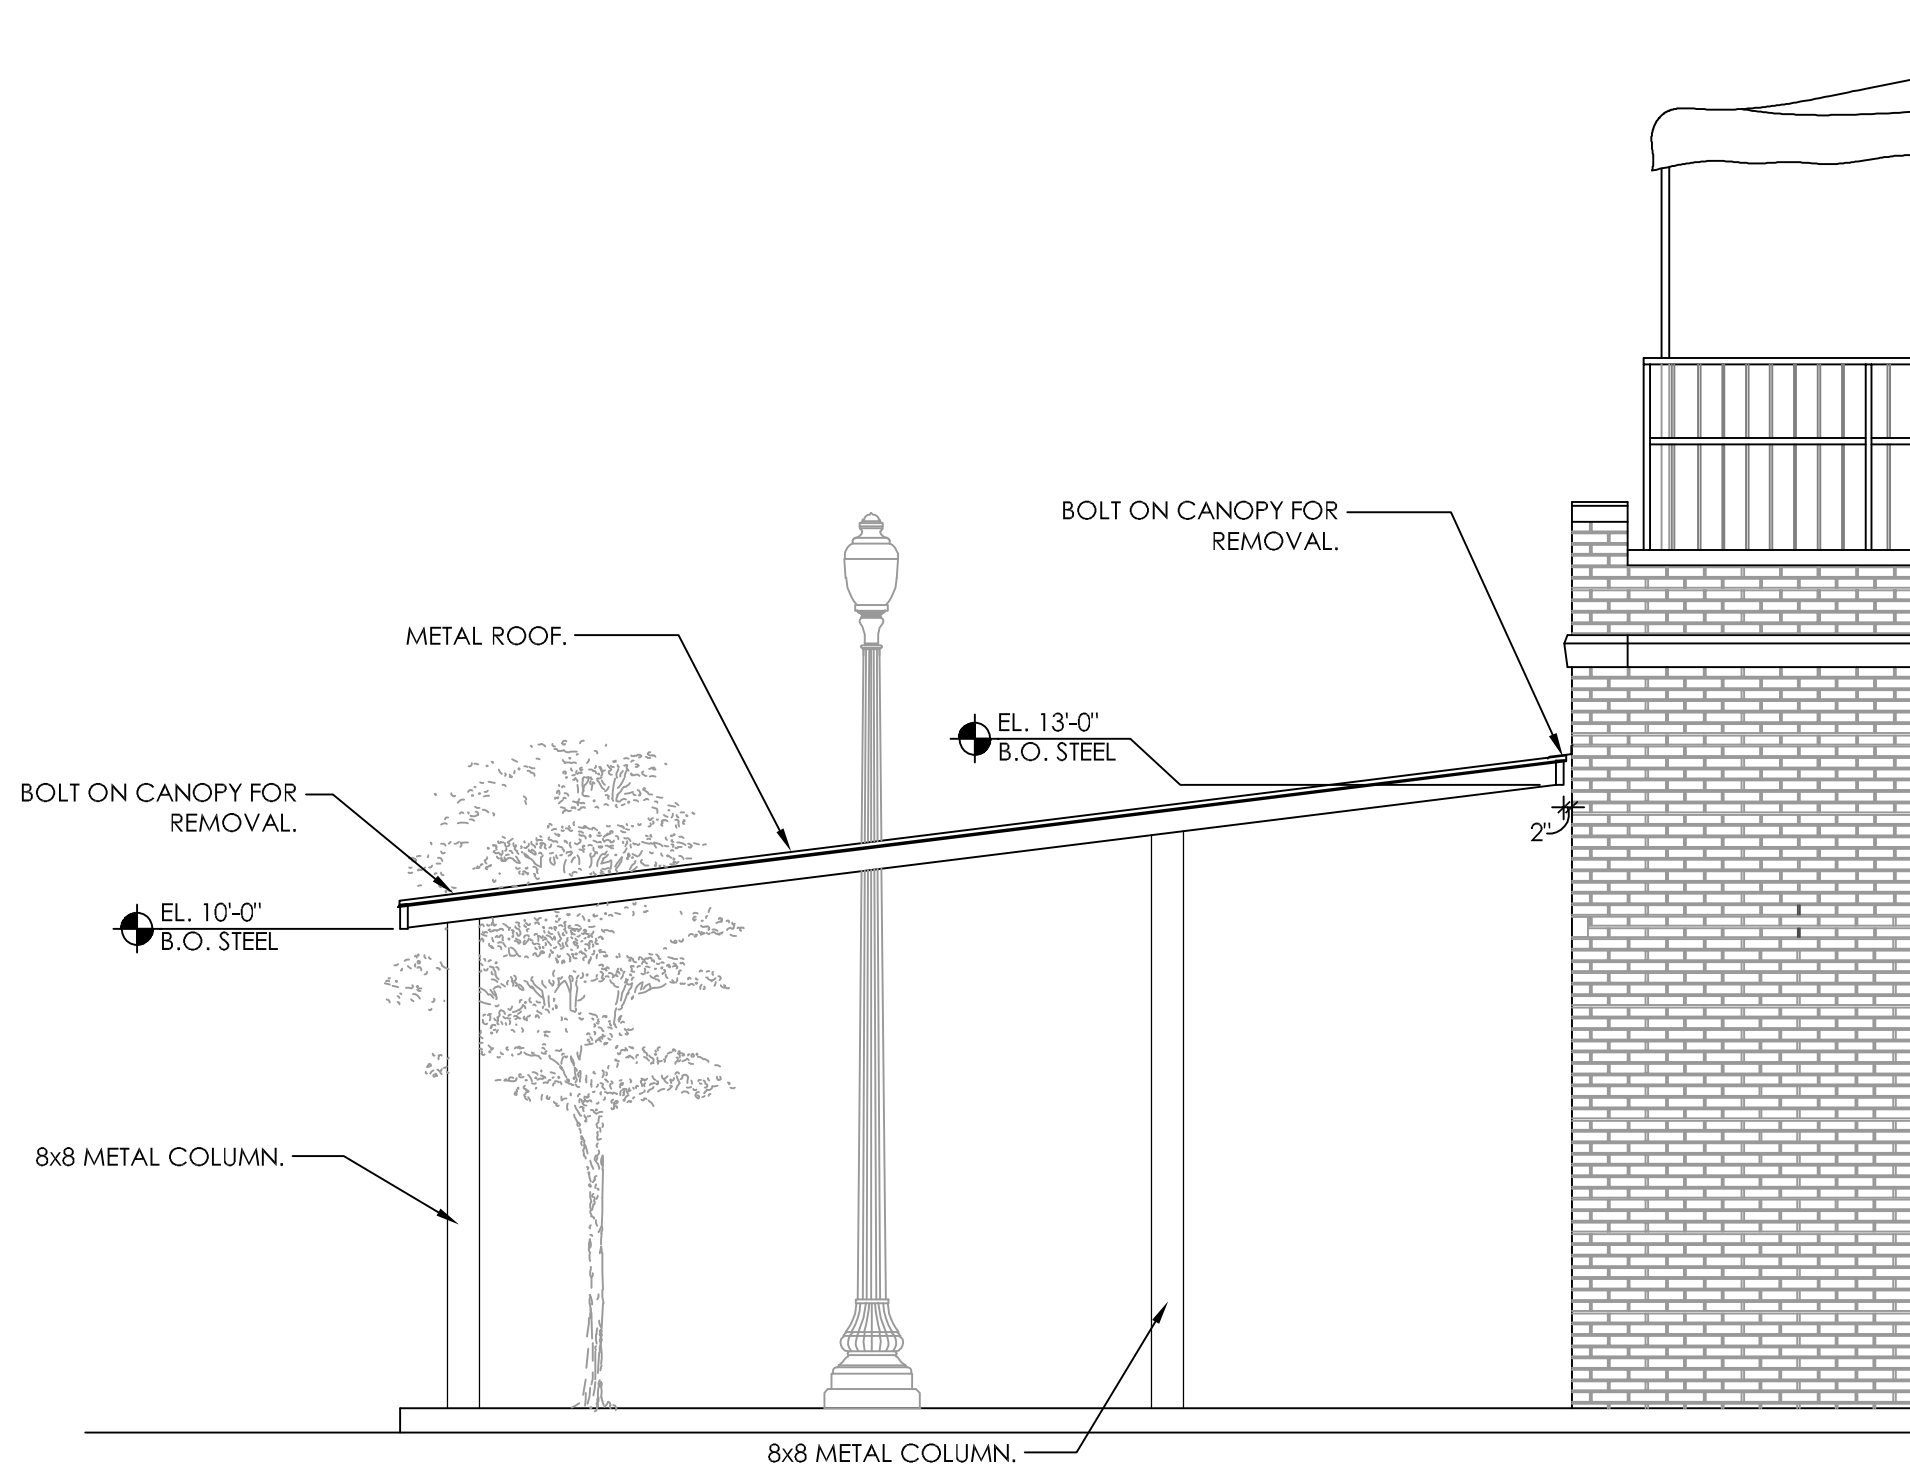 BOLT ON CANOPY FOR
REMOVAL.
METAL ROOF.
EL. 13'-0"
B.O. STEEL
BOLT ON CANOPY FOR
REMOVAL.
2"
EL. 10'-0"
B.O. STEEL
8x8 METAL COLUMN.
8x8 METAL COLUMN.